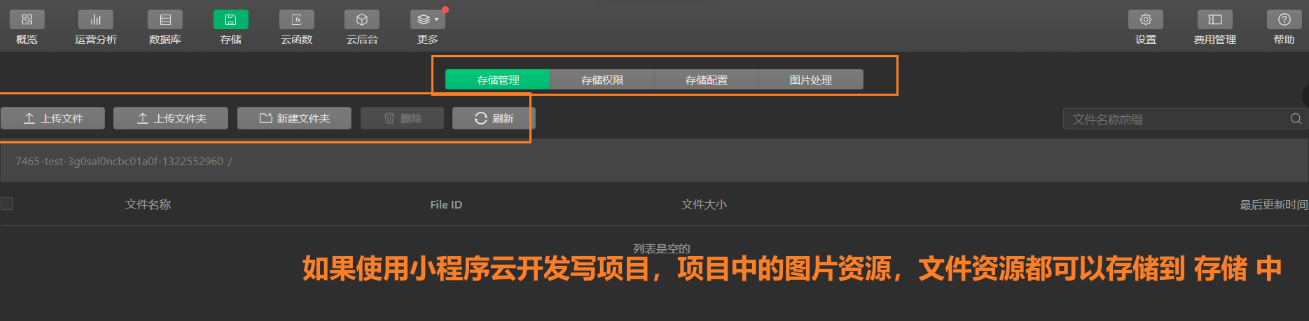 概览 运营分析 数据库 存储 云函数 云后台 更多 设置 费用管理 帮助
存储管理 存储权限 存储配置 图片处理
上传文件 上传文件夹 新建文件夹 删除 刷新 文件名称前缀
7465-test-3g0sal0ncbc01a0f-1322552960 /
文件名称 File ID 文件大小 最后更新时间
列表是空的
如果使用小程序云开发写项目，项目中的图片资源，文件资源都可以存储到 存储 中